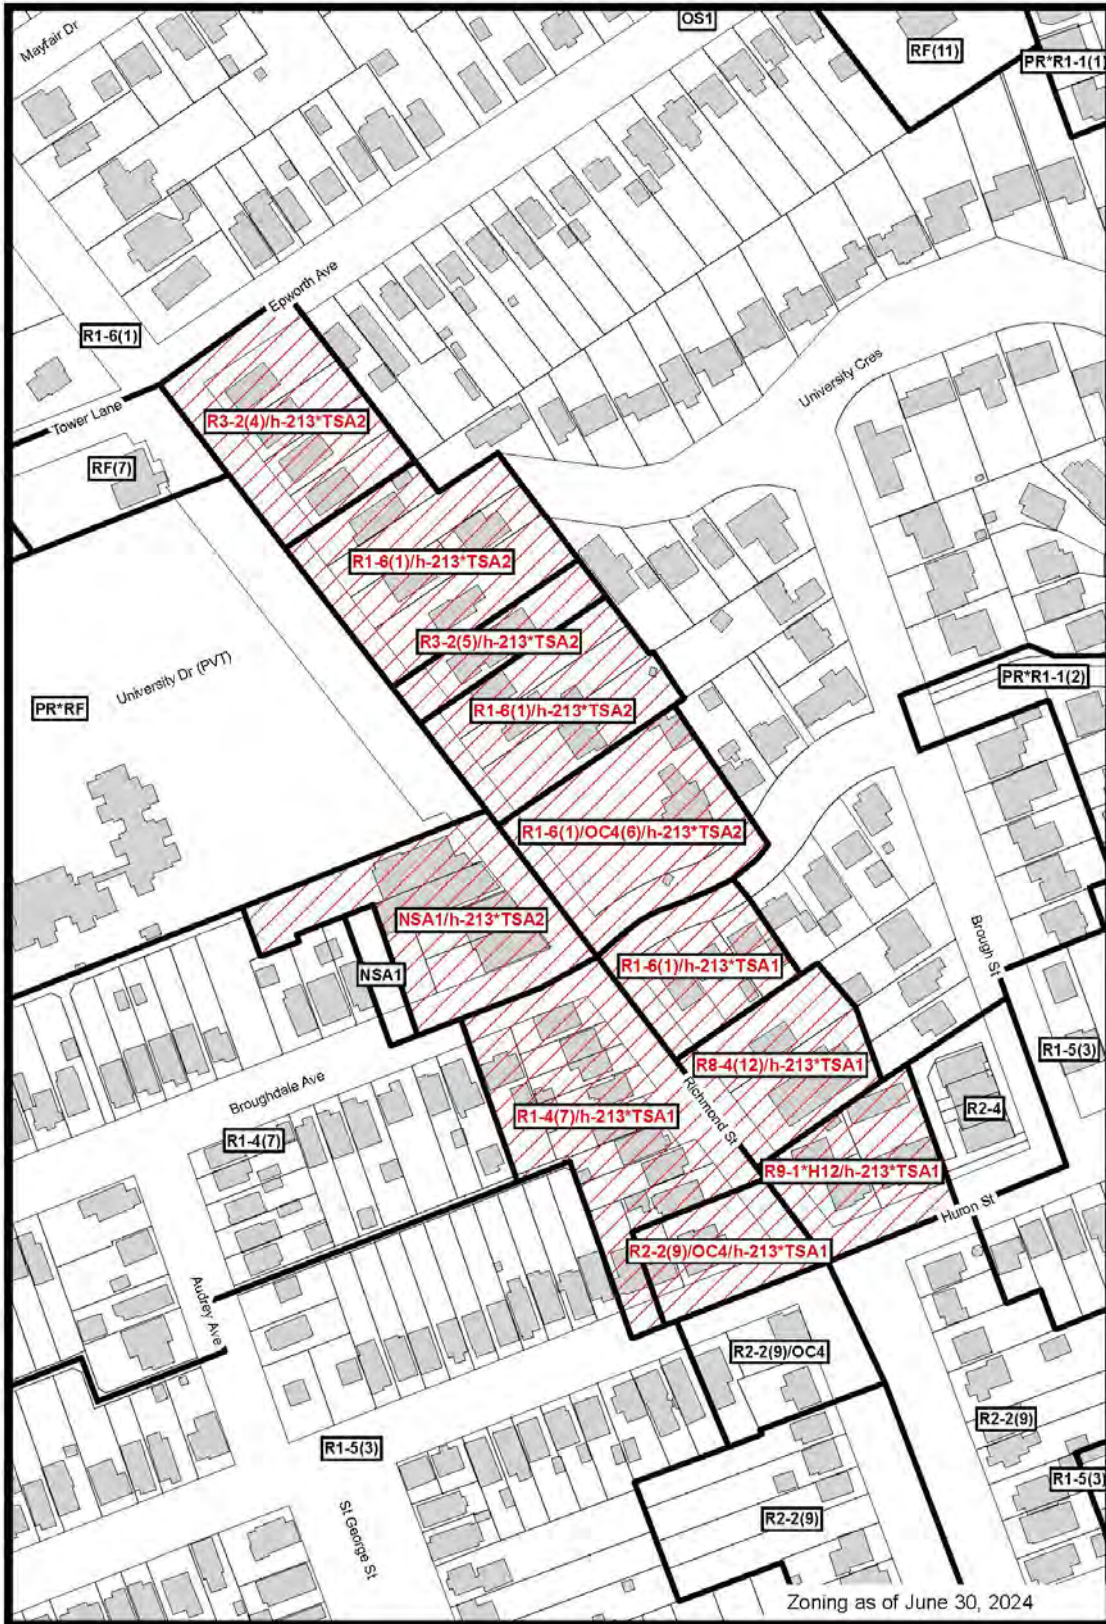 OS1
Mayfair Dr
RF(11)
PR*R1-1(1)
Epworth Ave
R1-6(1)
University Cres
Tower Lane
R3-2(4)/h-213*TSA2
RF(7)
R1-6(1)/h-213*TSA2
R3-2(5)/h-213*TSA2
University Dr (PVT)
PR*R1-1(2)
PR*RF
R1-6(1)/h-213*TSA2
R1-6(1)/OC4(6)/h-213*TSA2
NSA1/h-213*TSA2
Brough St
R1-6(1)/h-213*TSA1
NSA1
R1-5(3)
R8-4(12)/h-213*TSA1
Broughdale Ave
Richmond St
R2-4
R1-4(7)/h-213*TSA1
R1-4(7)
R9-1*H12/h-213*TSA1
Huron St
R2-2(9)/OC4/h-213*TSA1
Audrey Ave
R2-2(9)/OC4
R2-2(9)
R1-5(3)
R1-5(3)
R2-2(9)
St George St
Zoning as of June 30, 2024